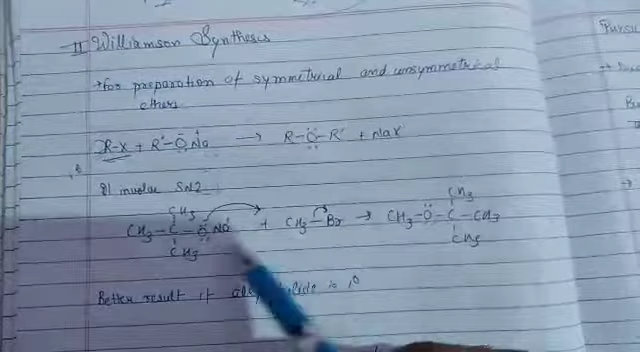 II Williamson Synthesis
→ for preparation of symmetrical and unsymmetrical
ethers
R-X + R'-Ö Na → R-Ö-R' + NaX
1°
It involve SN2
CH3 CH3
CH3-C-Ö Na + CH3-Br → CH3-Ö-C-CH3
CH3 CH3
Better result if halide is 1°